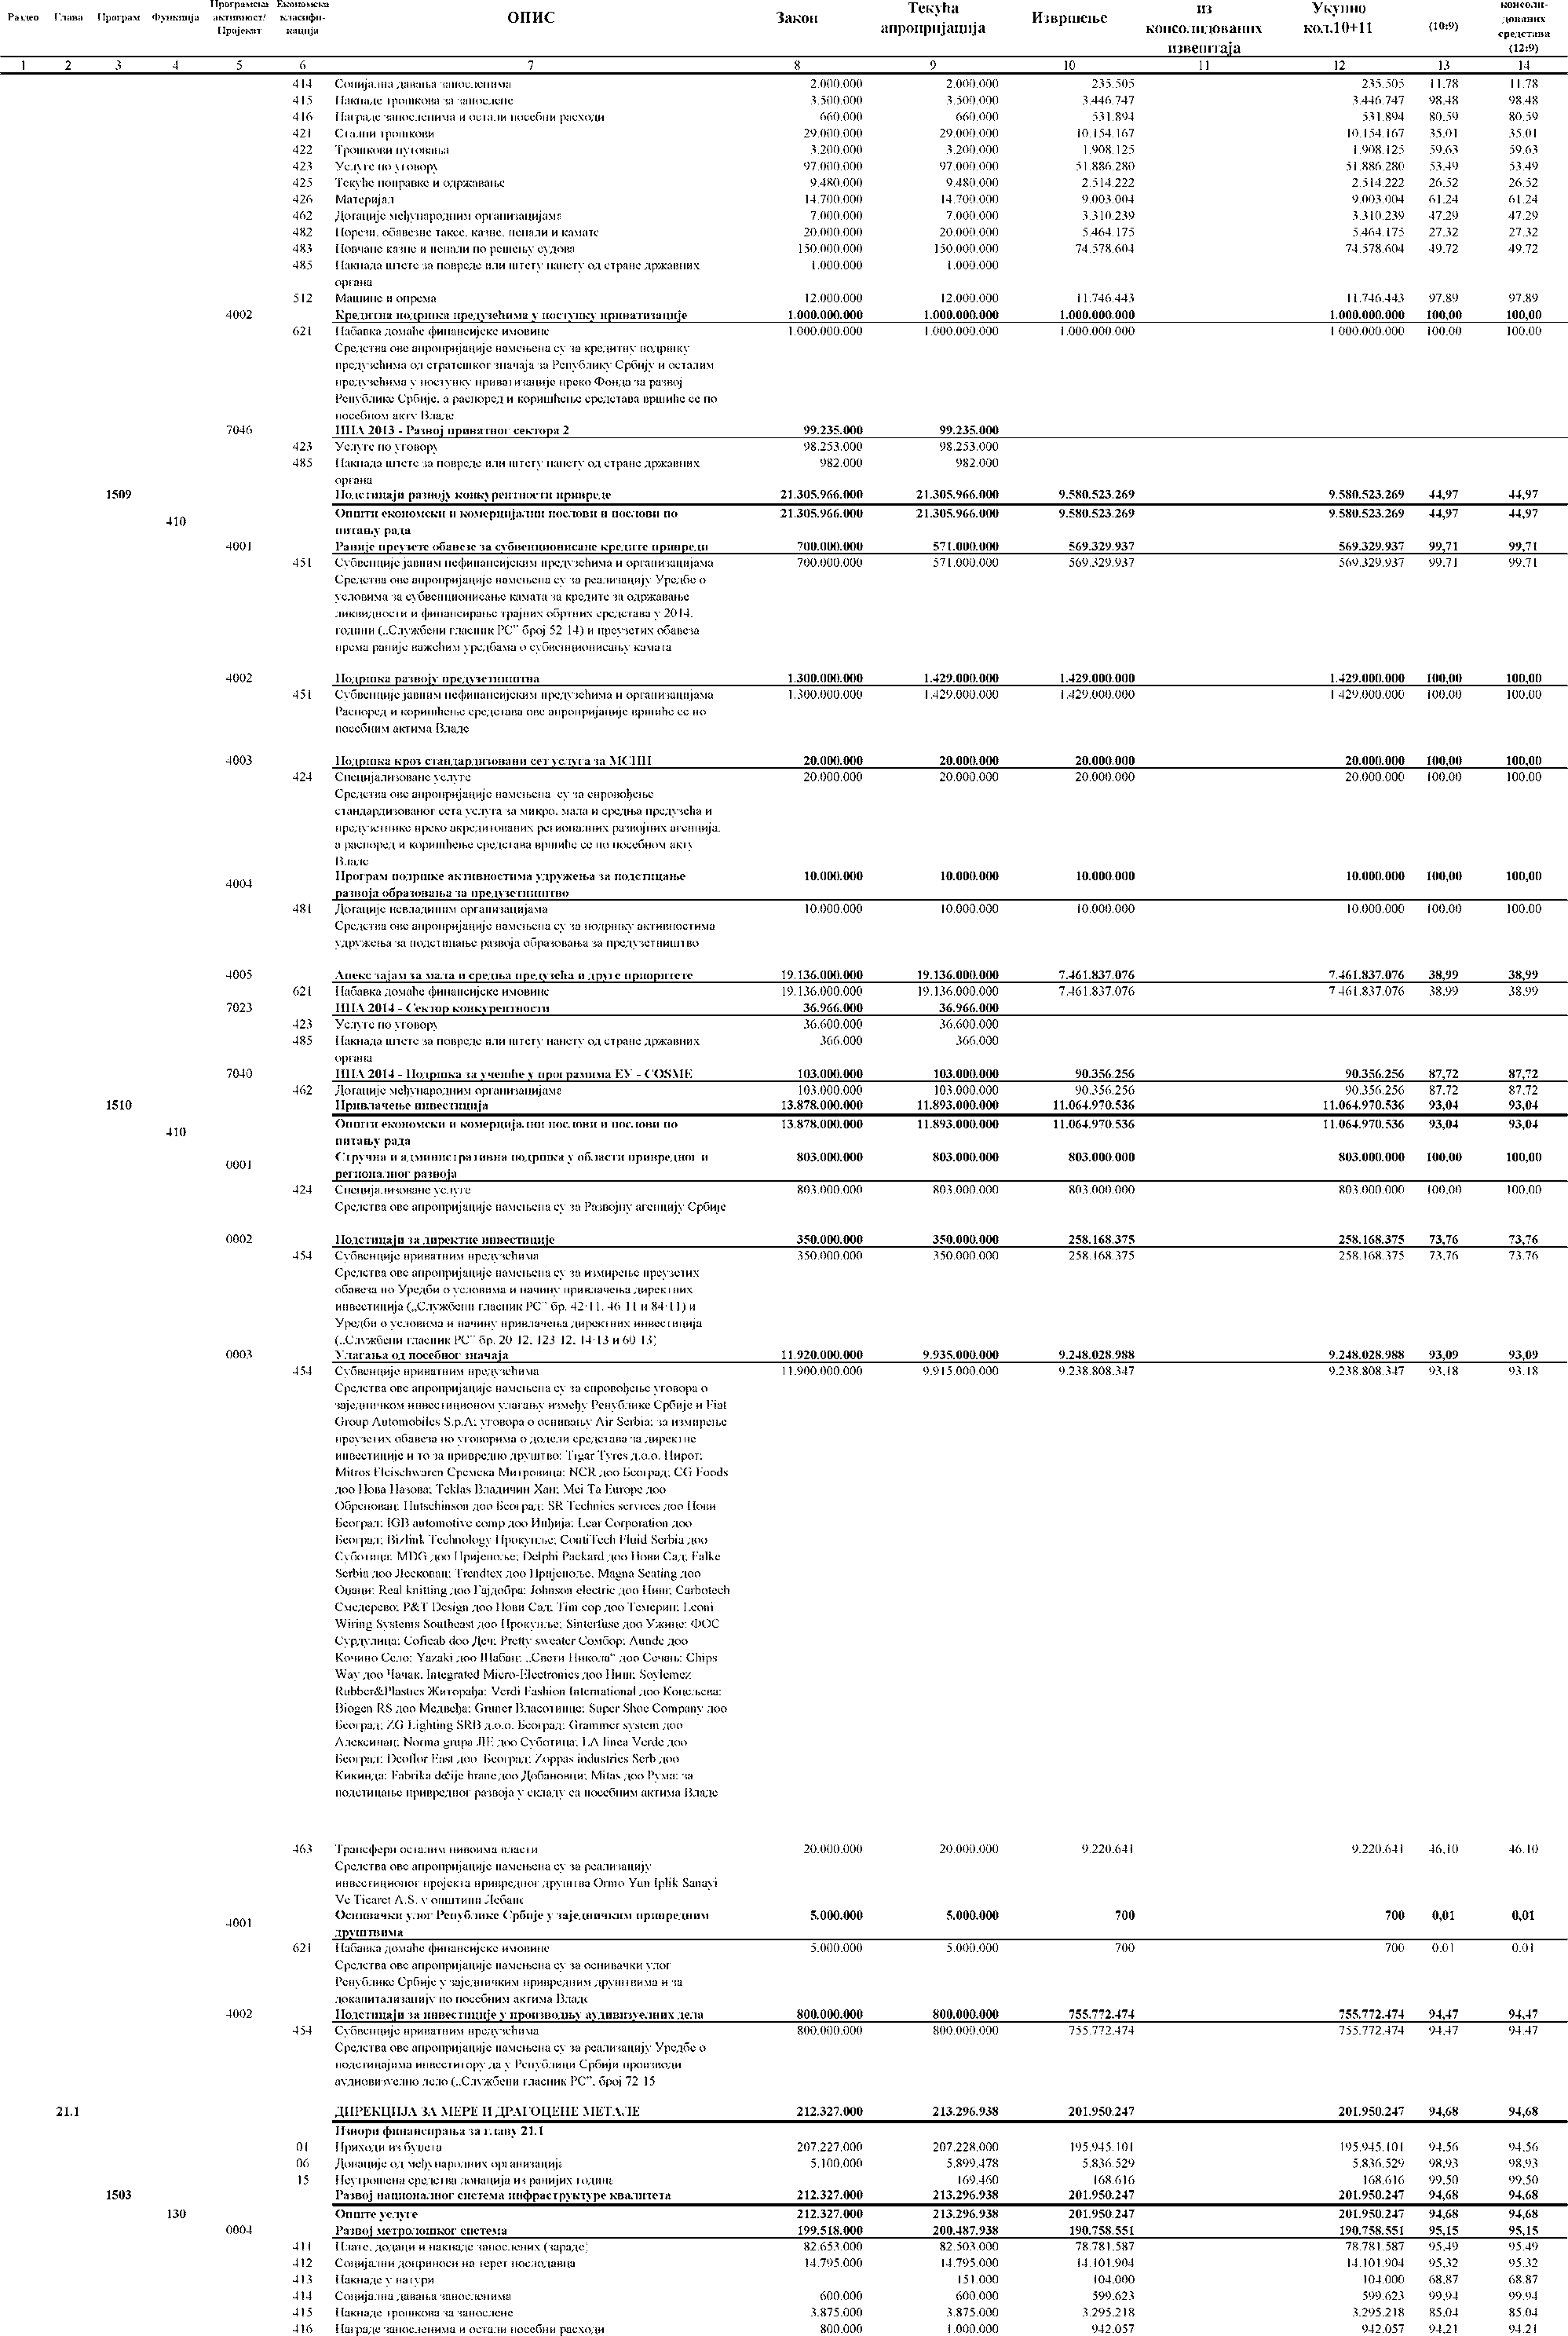 Раздео Глава Програм Функција Програмска активност/ Пројекат Економска класифи- кација ОПИС Закон Текућа апропријација Извршење из консолидованих извештаја Укупно кол.10+11 (10:9) консоли- дованих средстава (12:9)
1 2 3 4 5 6 7 8 9 10 11 12 13 14
414 Социјална давања запосленима 2.000.000 2.000.000 235.505 235.505 11,78 11,78
415 Накнаде трошкова за запослене 3.500.000 3.500.000 3.446.747 3.446.747 98,48 98,48
416 Награде запосленима и остали посебни расходи 660.000 660.000 531.894 531.894 80,59 80,59
421 Стални трошкови 29.000.000 29.000.000 10.154.167 10.154.167 35,01 35,01
422 Трошкови путовања 3.200.000 3.200.000 1.908.125 1.908.125 59,63 59,63
423 Услуге по уговору 97.000.000 97.000.000 51.886.280 51.886.280 53,49 53,49
425 Текуће поправке и одржавање 9.480.000 9.480.000 2.514.222 2.514.222 26,52 26,52
426 Материјал 14.700.000 14.700.000 9.003.004 9.003.004 61,24 61,24
462 Дотације међународним организацијама 7.000.000 7.000.000 3.310.239 3.310.239 47,29 47,29
482 Порези, обавезне таксе, казне, пенали и камате 20.000.000 20.000.000 5.464.175 5.464.175 27,32 27,32
483 Новчане казне и пенали по решењу судова 150.000.000 150.000.000 74.578.604 74.578.604 49,72 49,72
485 Накнада штете за повреде или штету нанету од стране државних 1.000.000 1.000.000
органа
512 Машине и опрема 12.000.000 12.000.000 11.746.443 11.746.443 97,89 97,89
4002 Кредитна подршка предузећима у поступку приватизације 1.000.000.000 1.000.000.000 1.000.000.000 1.000.000.000 100,00 100,00
621 Набавка домаће финансијске имовине 1.000.000.000 1.000.000.000 1.000.000.000 1.000.000.000 100,00 100,00
Средства ове апропријације намењена су за кредитну подршку
предузећима од стратешког значаја за Републику Србију и осталим
предузећима у поступку приватизације преко Фонда за развој
Републике Србије, а распоред и коришћење средстава вршиће се по
посебном акту Владе
7046 ИПА 2013 - Развој приватног сектора 2 99.235.000 99.235.000
423 Услуге по уговору 98.253.000 98.253.000
485 Накнада штете за повреде или штету нанету од стране државних 982.000 982.000
органа
1509 Подстицаји развоју конкурентности привреде 21.305.966.000 21.305.966.000 9.580.523.269 9.580.523.269 44,97 44,97
410 Општи економски и комерцијални послови и послови по 21.305.966.000 21.305.966.000 9.580.523.269 9.580.523.269 44,97 44,97
питању рада
4001 Раније преузете обавезе за субвенционисане кредите привреди 700.000.000 571.000.000 569.329.937 569.329.937 99,71 99,71
451 Субвенције јавним нефинансијским предузећима и организацијама 700.000.000 571.000.000 569.329.937 569.329.937 99,71 99,71
Средства ове апропријације намењена су за реализацију Уредбе о
условима за субвенционисање камата за кредите за одржавање
ликвидности и финансирање трајних обртних средстава у 2014.
години („Службени гласник РС” број 52/14) и преузетих обавеза
према раније важећим уредбама о субвенционисању камата
4002 Подршка развоју предузетништва 1.300.000.000 1.429.000.000 1.429.000.000 1.429.000.000 100,00 100,00
451 Субвенције јавним нефинансијским предузећима и организацијама 1.300.000.000 1.429.000.000 1.429.000.000 1.429.000.000 100,00 100,00
Распоред и коришћење средстава ове апропријације вршиће се по
посебним актима Владе
4003 Подршка кроз стандардизовани сет услуга за МСПП 20.000.000 20.000.000 20.000.000 20.000.000 100,00 100,00
424 Специјализоване услуге 20.000.000 20.000.000 20.000.000 20.000.000 100,00 100,00
Средства ове апропријације намењена су за спровођење
стандардизованог сета услуга за микро, мала и средња предузећа и
предузетнике преко акредитованих регионалних развојних агенција,
а распоред и коришћење средстава вршиће се по посебном акту
Владе
4004 Програм подршке активностима удружења за подстицање 10.000.000 10.000.000 10.000.000 10.000.000 100,00 100,00
развоја образовања за предузетништво
481 Дотације невладиним организацијама 10.000.000 10.000.000 10.000.000 10.000.000 100,00 100,00
Средства ове апропријације намењена су за подршку активностима
удружења за подстицање развоја образовања за предузетништво
4005 Апекс зајам за мала и средња предузећа и друге приоритете 19.136.000.000 19.136.000.000 7.461.837.076 7.461.837.076 38,99 38,99
621 Набавка домаће финансијске имовине 19.136.000.000 19.136.000.000 7.461.837.076 7.461.837.076 38,99 38,99
7023 ИПА 2014 - Сектор конкурентности 36.966.000 36.966.000
423 Услуге по уговору 36.600.000 36.600.000
485 Накнада штете за повреде или штету нанету од стране државних 366.000 366.000
органа
7040 ИПА 2014 - Подршка за учешће у програмима ЕУ - COSME 103.000.000 103.000.000 90.356.256 90.356.256 87,72 87,72
462 Дотације међународним организацијама 103.000.000 103.000.000 90.356.256 90.356.256 87,72 87,72
1510 Привлачење инвестиција 13.878.000.000 11.893.000.000 11.064.970.536 11.064.970.536 93,04 93,04
410 Општи економски и комерцијални послови и послови по 13.878.000.000 11.893.000.000 11.064.970.536 11.064.970.536 93,04 93,04
питању рада
0001 Стручна и административна подршка у области привредног и 803.000.000 803.000.000 803.000.000 803.000.000 100,00 100,00
регионалног развоја
424 Специјализоване услуге 803.000.000 803.000.000 803.000.000 803.000.000 100,00 100,00
Средства ове апропријације намењена су за Развојну агенцију Србије
0002 Подстицаји за директне инвестиције 350.000.000 350.000.000 258.168.375 258.168.375 73,76 73,76
454 Субвенције приватним предузећима 350.000.000 350.000.000 258.168.375 258.168.375 73,76 73,76
Средства ове апропријације намењена су за измирење преузетих
обавеза по Уредби о условима и начину привлачења директних
инвестиција („Службени гласник РС” бр. 42/11, 46/11 и 84/11) и
Уредби о условима и начину привлачења директних инвестиција
(„Службени гласник РС” бр. 20/12, 123/12, 14/13 и 60/13)
0003 Улагања од посебног значаја 11.920.000.000 9.935.000.000 9.248.028.988 9.248.028.988 93,09 93,09
454 Субвенције приватним предузећима 11.900.000.000 9.915.000.000 9.238.808.347 9.238.808.347 93,18 93,18
Средства ове апропријације намењена су за спровођење уговора о
заједничком инвестиционом улагању између Републике Србије и Fiat
Group Automobiles S.p.A; уговора о оснивању Air Serbia; за измирење
преузетих обавеза по уговорима о додели средстава за директне
инвестиције и то за привредно друштво: Tigar Tyres д.о.о. Пирот;
Mitros Fleischwaren Сремска Митровица; NCR доо Београд; CG Foods
доо Нова Пазова; Teklas Владичин Хан; Mei Ta Europe доо
Обреновац; Hutschinson доо Београд; SR Technics services доо Нови
Београд; IGB automotive comp доо Инђија; Lear Corporation доо
Београд; Bizlink Technology Прокупље; ContiTech Fluid Serbia доо
Суботица; MDG доо Пријепоље; Delphi Packard доо Нови Сад; Falke
Serbia доо Лесковац; Trendtex доо Пријепоље, Magna Seating доо
Оџаци; Real knitting доо Гајдобра; Johnson electric доо Ниш; Carbotech
Смедерево; P&T Design доо Нови Сад; Tim cop доо Темерин; Leoni
Wiring Systems Southeast доо Прокупље; Sinterfuse доо Ужице; ФОС
Сурдулица; Coficab doo Деч; Pretty sweater Сомбор; Aunde доо
Кочино Село; Yazaki доо Шабац; „Свети Никола“ доо Сечањ; Chips
Way доо Чачак, Integrated Micro-Electronics доо Ниш; Soylemez
Rubber&Plastics Житорађа; Verdi Fashion International доо Коцељева;
Biogen RS доо Медвеђа; Gruner Власотинце; Super Shoe Company доо
Београд; ZG Lighting SRB д.о.о. Београд; Grammer system доо
Алексинац; Norma grupa ЈIE доо Суботица; LA linea Verde доо
Београд; Deoflor East доо. Београд; Zoppas industries Serb доо
Кикинда; Fabrika dečije hrane доо Добановци; Mitas доо Рума; за
подстицање привредног развоја у складу са посебним актима Владе
463 Трансфери осталим нивоима власти 20.000.000 20.000.000 9.220.641 9.220.641 46,10 46,10
Средства ове апропријације намењена су за реализацију
инвестиционог пројекта привредног друштва Ormo Yun Iplik Sanayi
Ve Ticaret A.S. у општини Лебане
4001 Оснивачки улог Републике Србије у заједничким привредним 5.000.000 5.000.000 700 700 0,01 0,01
друштвима
621 Набавка домаће финансијске имовине 5.000.000 5.000.000 700 700 0,01 0,01
Средства ове апропријације намењена су за оснивачки улог
Републике Србије у заједничким привредним друштвима и за
докапитализацију по посебним актима Владе
4002 Подстицаји за инвестиције у производњу аудивизуелних дела 800.000.000 800.000.000 755.772.474 755.772.474 94,47 94,47
454 Субвенције приватним предузећима 800.000.000 800.000.000 755.772.474 755.772.474 94,47 94,47
Средства ове апропријације намењена су за реализацију Уредбе о
подстицајима инвеститору да у Републици Србији производи
аудиовизуелно дело („Службени гласник РС”, број 72/15
21.1 ДИРЕКЦИЈА ЗА МЕРЕ И ДРАГОЦЕНЕ МЕТАЛЕ 212.327.000 213.296.938 201.950.247 201.950.247 94,68 94,68
Извори финансирања за главу 21.1
01 Приходи из буџета 207.227.000 207.228.000 195.945.101 195.945.101 94,56 94,56
06 Донације од међународних организација 5.100.000 5.899.478 5.836.529 5.836.529 98,93 98,93
15 Неутрошена средства донација из ранијих година 169.460 168.616 168.616 99,50 99,50
1503 Развој националног система инфраструктуре квалитета 212.327.000 213.296.938 201.950.247 201.950.247 94,68 94,68
130 Опште услуге 212.327.000 213.296.938 201.950.247 201.950.247 94,68 94,68
0004 Развој метролошког система 199.518.000 200.487.938 190.758.551 190.758.551 95,15 95,15
411 Плате, додаци и накнаде запослених (зараде) 82.653.000 82.503.000 78.781.587 78.781.587 95,49 95,49
412 Социјални доприноси на терет послодавца 14.795.000 14.795.000 14.101.904 14.101.904 95,32 95,32
413 Накнаде у натури 151.000 104.000 104.000 68,87 68,87
414 Социјална давања запосленима 600.000 600.000 599.623 599.623 99,94 99,94
415 Накнаде трошкова за запослене 3.875.000 3.875.000 3.295.218 3.295.218 85,04 85,04
416 Награде запосленима и остали посебни расходи 800.000 1.000.000 942.057 942.057 94,21 94,21